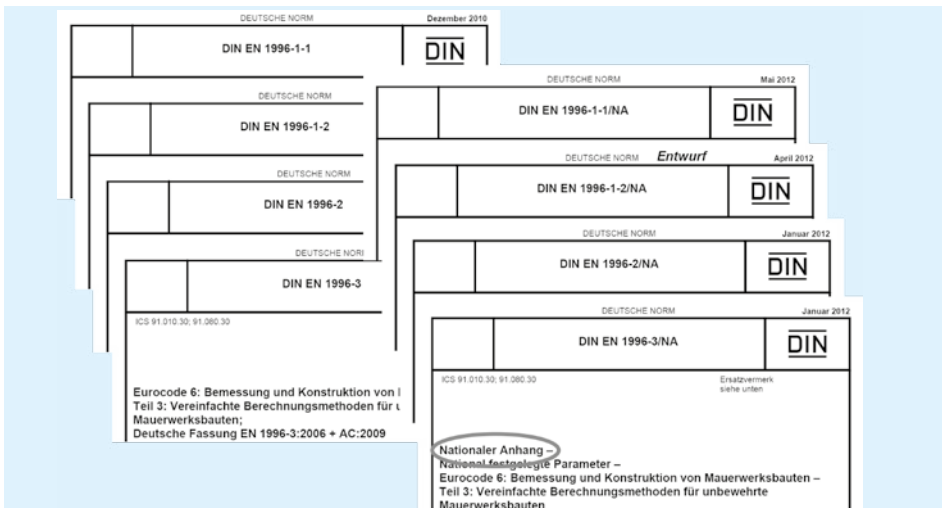 DEUTSCHE NORM Dezember 2010
DIN EN 1996-1-1 DIN
DEUTSCHE NORM
DIN EN 1996-1-2
DEUTSCHE NORM
DIN EN 1996-2
DEUTSCHE NOR
DIN EN 1996-3
ICS 91.010.30; 91.080.30
Eurocode 6: Bemessung und Konstruktion von
Teil 3: Vereinfachte Berechnungsmethoden für
Mauerwerksbauten;
Deutsche Fassung EN 1996-3:2006 + AC:2009
DEUTSCHE NORM Mai 2012
DIN EN 1996-1-1/NA DIN
DEUTSCHE NORM Entwurf April 2012
DIN EN 1996-1-2/NA DIN
DEUTSCHE NORM Januar 2012
DIN EN 1996-2/NA DIN
DEUTSCHE NORM Januar 2012
DIN EN 1996-3/NA DIN
ICS 91.010.30; 91.080.30 Ersatzvermerk
siehe unten
Nationaler Anhang –
National festgelegte Parameter –
Eurocode 6: Bemessung und Konstruktion von Mauerwerksbauten –
Teil 3: Vereinfachte Berechnungsmethoden für unbewehrte
Mauerwerksbauten